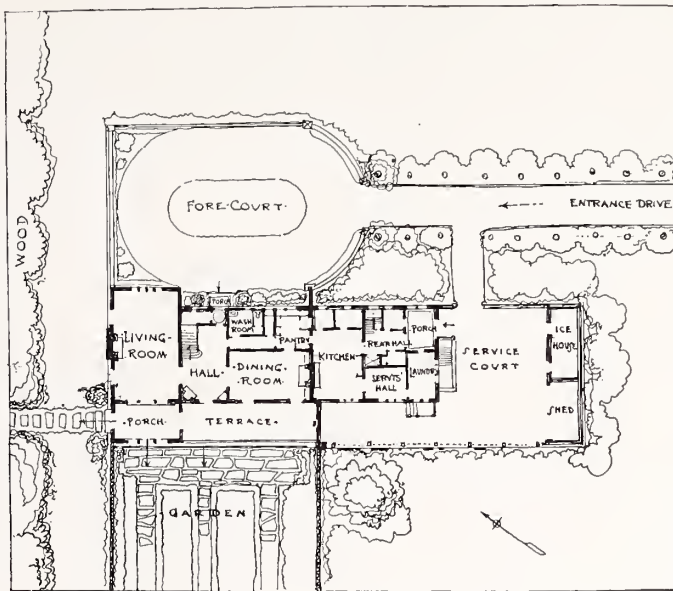 FORE-COURT.
ENTRANCE DRIVE
WOOD
PORCH
LIVING
ROOM
WASH
ROOM
PANTRY
HALL
DINING
ROOM.
KITCHEN
REAR HALL
PORCH
SERVTS'
HALL
LAUNDRY
SERVICE
COURT
ICE
HOUSE
SHED
PORCH.
TERRACE.
GARDEN